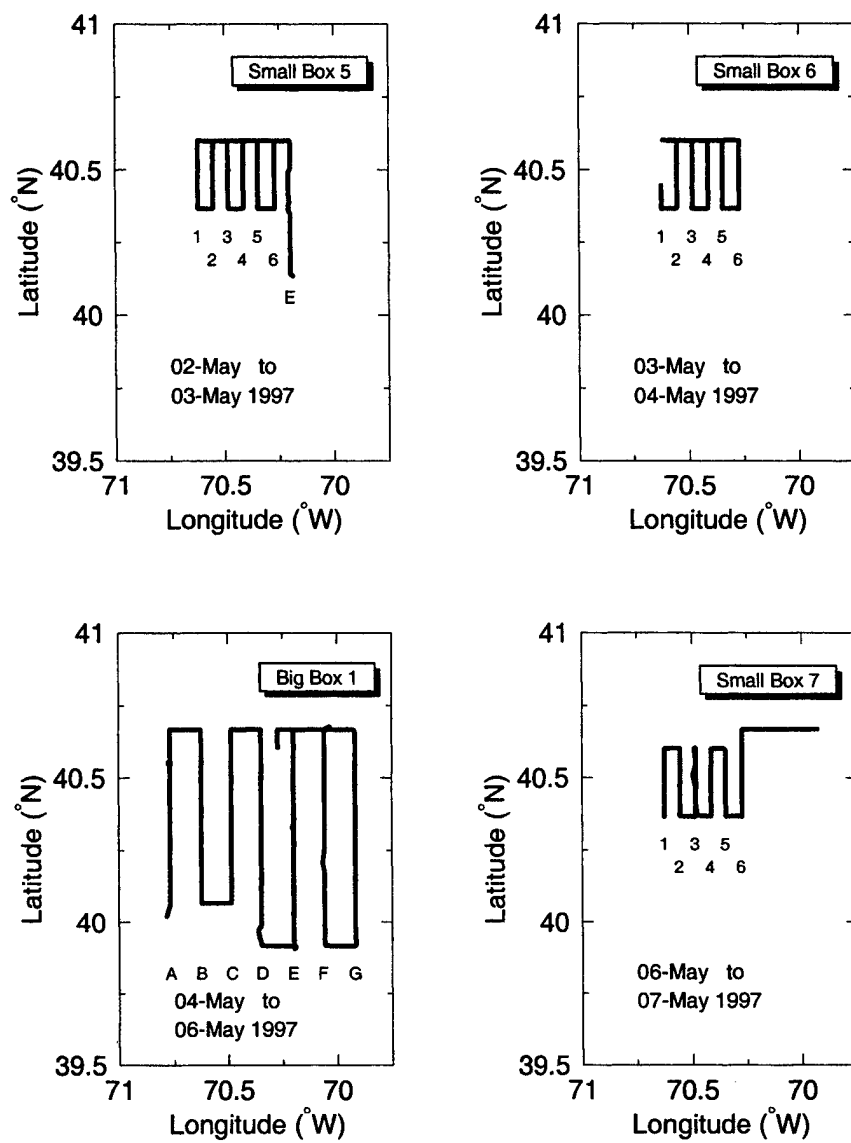 41
Small Box 5
40.5
1 3 5
2 4 6
E
40
02-May to
03-May 1997
39.5
71 70.5 70
Latitude (°N)
Longitude (°W)
41
Small Box 6
40.5
1 3 5
2 4 6
40
03-May to
04-May 1997
39.5
71 70.5 70
Latitude (°N)
Longitude (°W)
41
Big Box 1
40.5
40
A B C D E F G
04-May to
06-May 1997
39.5
71 70.5 70
Latitude (°N)
Longitude (°W)
41
Small Box 7
40.5
1 3 5
2 4 6
40
06-May to
07-May 1997
39.5
71 70.5 70
Latitude (°N)
Longitude (°W)